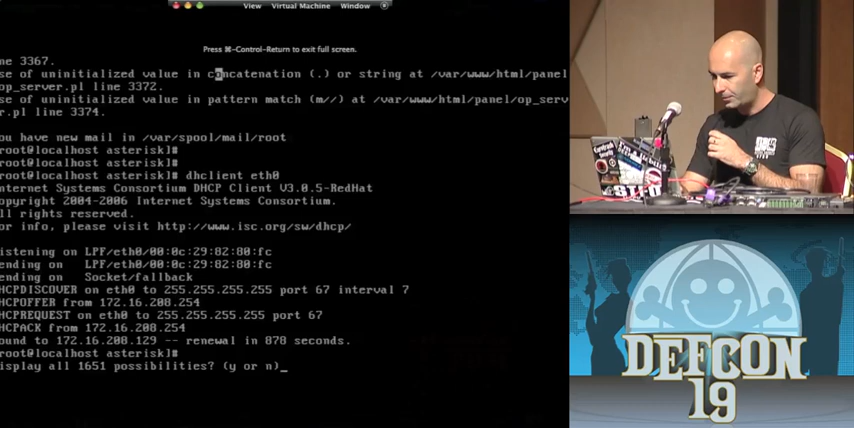 View Virtual Machine Window
Press ⌘-Control-Return to exit full screen.
ne 3367.
se of uninitialized value in concatenation (.) or string at /var/www/html/panel
op_server.pl line 3372.
se of uninitialized value in pattern match (m//) at /var/www/html/panel/op_serv
r.pl line 3374.
ou have new mail in /var/spool/mail/root
root@localhost asterisk]#
root@localhost asterisk]#
root@localhost asterisk]# dhclient eth0
nternet Systems Consortium DHCP Client V3.0.5-RedHat
opyright 2004-2006 Internet Systems Consortium.
ll rights reserved.
or info, please visit http://www.isc.org/sw/dhcp/
istening on LPF/eth0/00:0c:29:82:80:fc
ending on   LPF/eth0/00:0c:29:82:80:fc
ending on   Socket/fallback
HCPDISCOVER on eth0 to 255.255.255.255 port 67 interval 7
HCPOFFER from 172.16.208.254
HCPREQUEST on eth0 to 255.255.255.255 port 67
HCPACK from 172.16.208.254
ound to 172.16.208.129 -- renewal in 878 seconds.
root@localhost asterisk]#
isplay all 1651 possibilities? (y or n)_
DEFCON
19